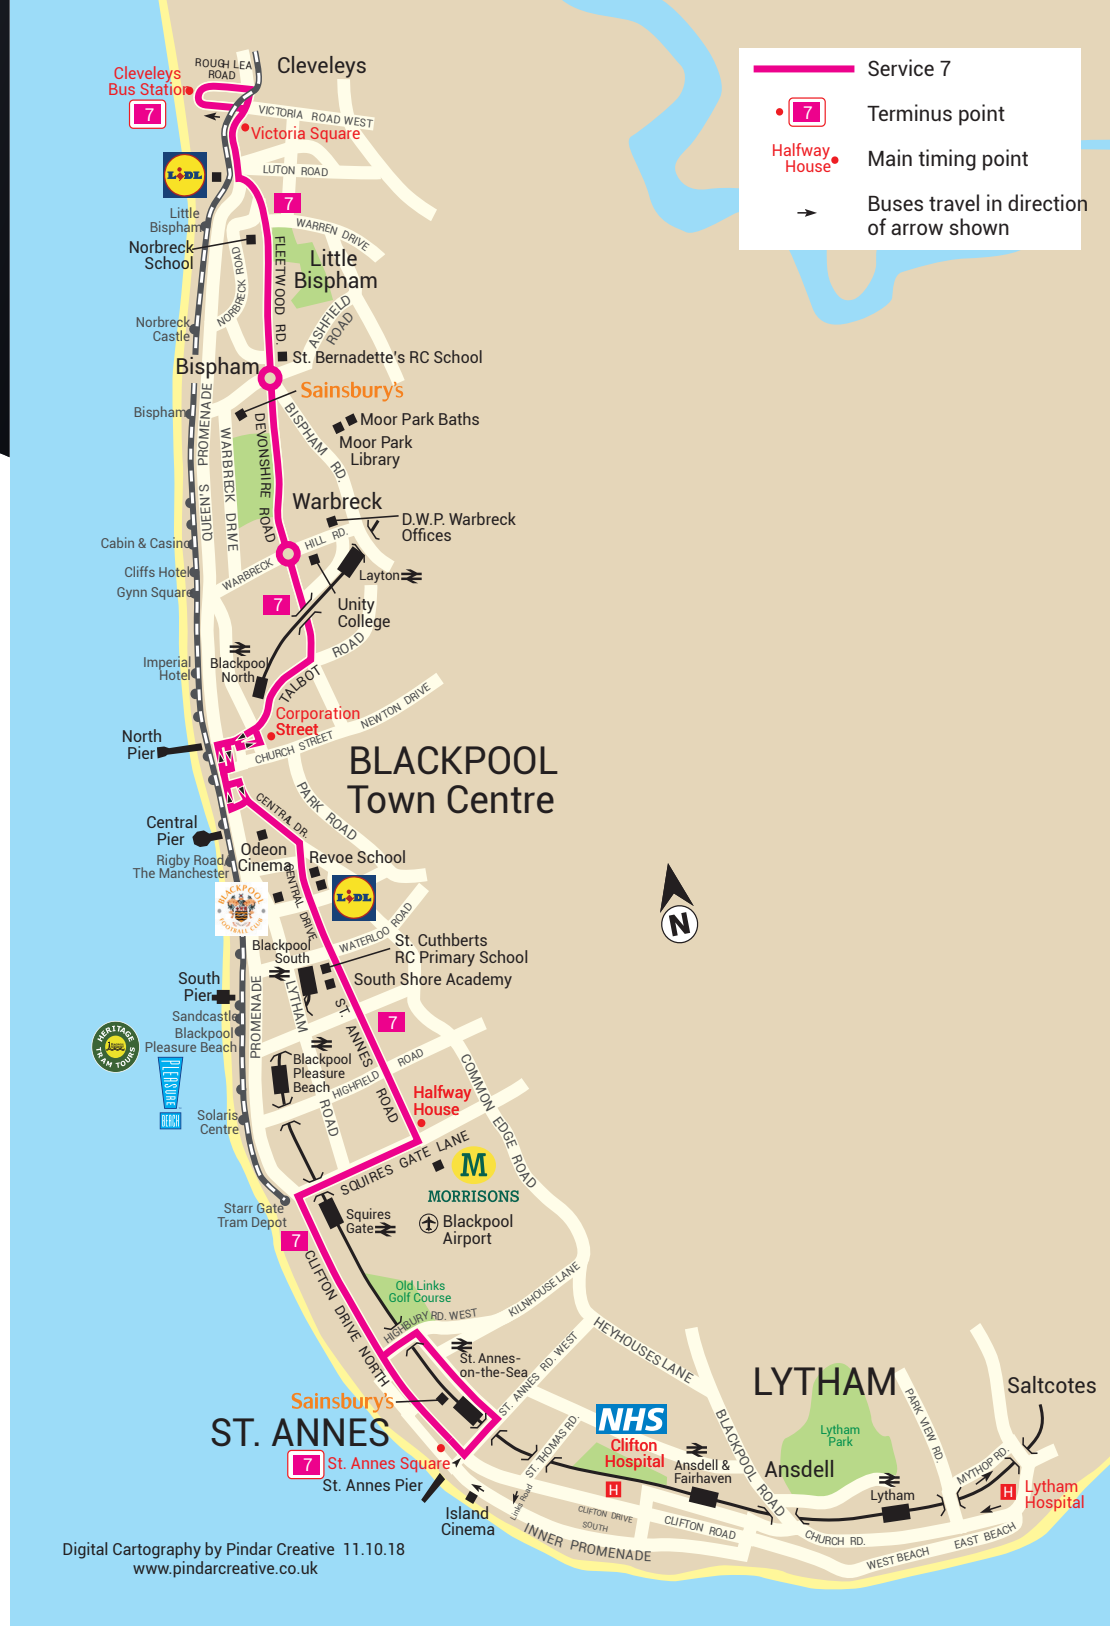 ROUGH LEA
ROAD
Cleveleys
Cleveleys
Bus Station
7
VICTORIA ROAD WEST
Victoria Square
LiDL
LUTON ROAD
7
Little
Bispham
WARREN DRIVE
Norbreck
School
NORBRECK ROAD
FLEETWOOD RD.
Little
Bispham
ASHFIELD
ROAD
Norbreck
Castle
St. Bernadette's RC School
Bispham
Sainsbury's
Bispham
QUEEN'S PROMENADE
WARBRECK DRIVE
DEVONSHIRE ROAD
BISPHAM RD.
Moor Park Baths
Moor Park
Library
Warbreck
D.W.P. Warbreck
Offices
Cabin & Casino
WARBRECK HILL RD.
Cliffs Hotel
Layton
Gynn Square
7
Unity
College
Imperial
Hotel
Blackpool
North
TALBOT ROAD
Corporation
Street
NEWTON DRIVE
North
Pier
CHURCH STREET
BLACKPOOL
Town Centre
PARK ROAD
CENTRAL DR.
Central
Pier
Odeon
Cinema
Revoe School
Rigby Road
The Manchester
LiDL
BLACKPOOL
FOOTBALL CLUB
CENTRAL DRIVE
WATERLOO ROAD
Blackpool
South
St. Cuthberts
RC Primary School
South Shore Academy
South
Pier
Sandcastle
Blackpool
Pleasure Beach
HERITAGE
TRAM TOURS
PLEASURE
BEACH
PROMENADE
LYTHAM ROAD
ST. ANNES ROAD
7
Blackpool
Pleasure
Beach
HIGHFIELD ROAD
COMMON EDGE ROAD
Halfway
House
Solaris
Centre
SQUIRES GATE LANE
M
MORRISONS
Starr Gate
Tram Depot
Squires
Gate
Blackpool
Airport
7
CLIFTON DRIVE NORTH
Old Links
Golf Course
HIGHBURY RD. WEST
KILNHOUSE LANE
St. Annes-
on-the-Sea
ST. ANNES RD. WEST
HEYHOUSES LANE
Sainsbury's
ST. ANNES
7
St. Annes Square
St. Annes Pier
Island
Cinema
ST. THOMAS RD.
Links Road
NHS
Clifton
Hospital
H
Ansdell &
Fairhaven
BLACKPOOL ROAD
LYTHAM
Ansdell
Lytham
Park
Lytham
PARK VIEW RD.
MYTHOP RD.
Saltcotes
H
Lytham
Hospital
CLIFTON DRIVE
SOUTH
CLIFTON ROAD
INNER PROMENADE
CHURCH RD.
WEST BEACH
EAST BEACH
N
Service 7
7
Terminus point
Halfway
House
Main timing point
Buses travel in direction
of arrow shown
Digital Cartography by Pindar Creative 11.10.18
www.pindarcreative.co.uk